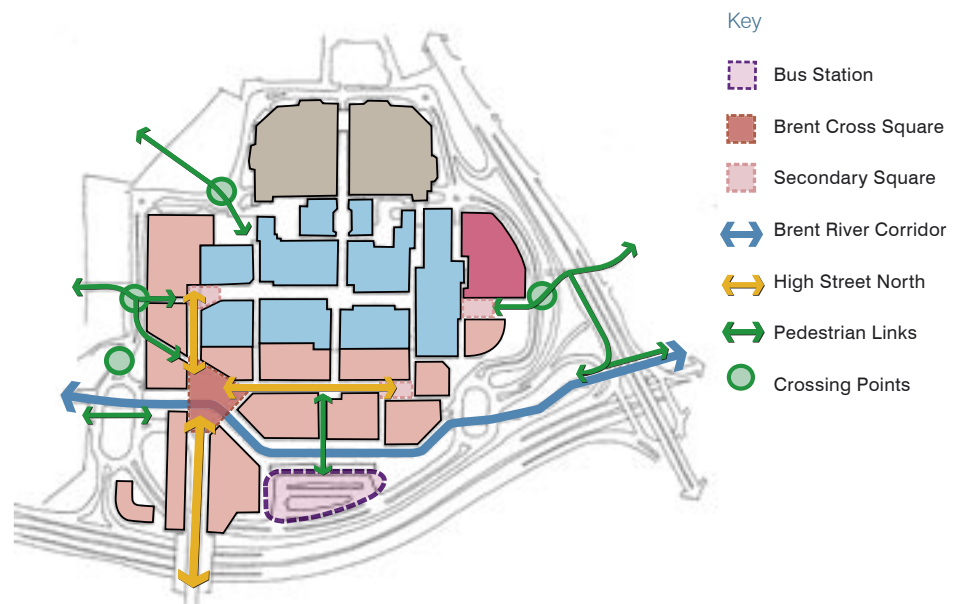 Key
Bus Station
Brent Cross Square
Secondary Square
Brent River Corridor
High Street North
Pedestrian Links
Crossing Points